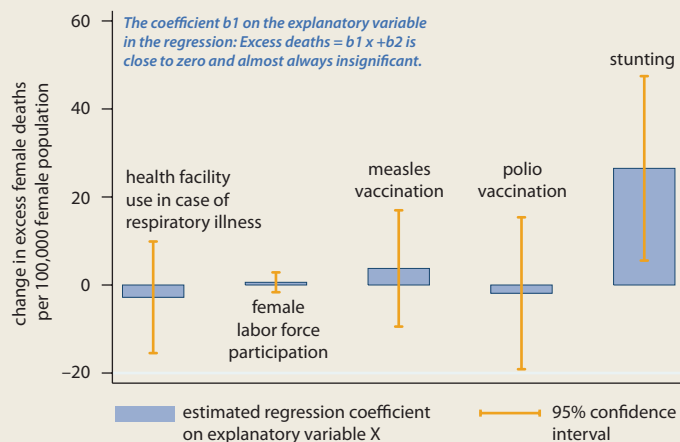 60
The coefficient b1 on the explanatory variable
in the regression: Excess deaths = b1 x +b2 is
close to zero and almost always insignificant.
stunting
40
measles
vaccination
polio
vaccination
health facility
use in case of
respiratory illness
20
0
female
labor force
participation
–20
change in excess female deaths
per 100,000 female population
estimated regression coefficient
on explanatory variable X
95% confidence
interval